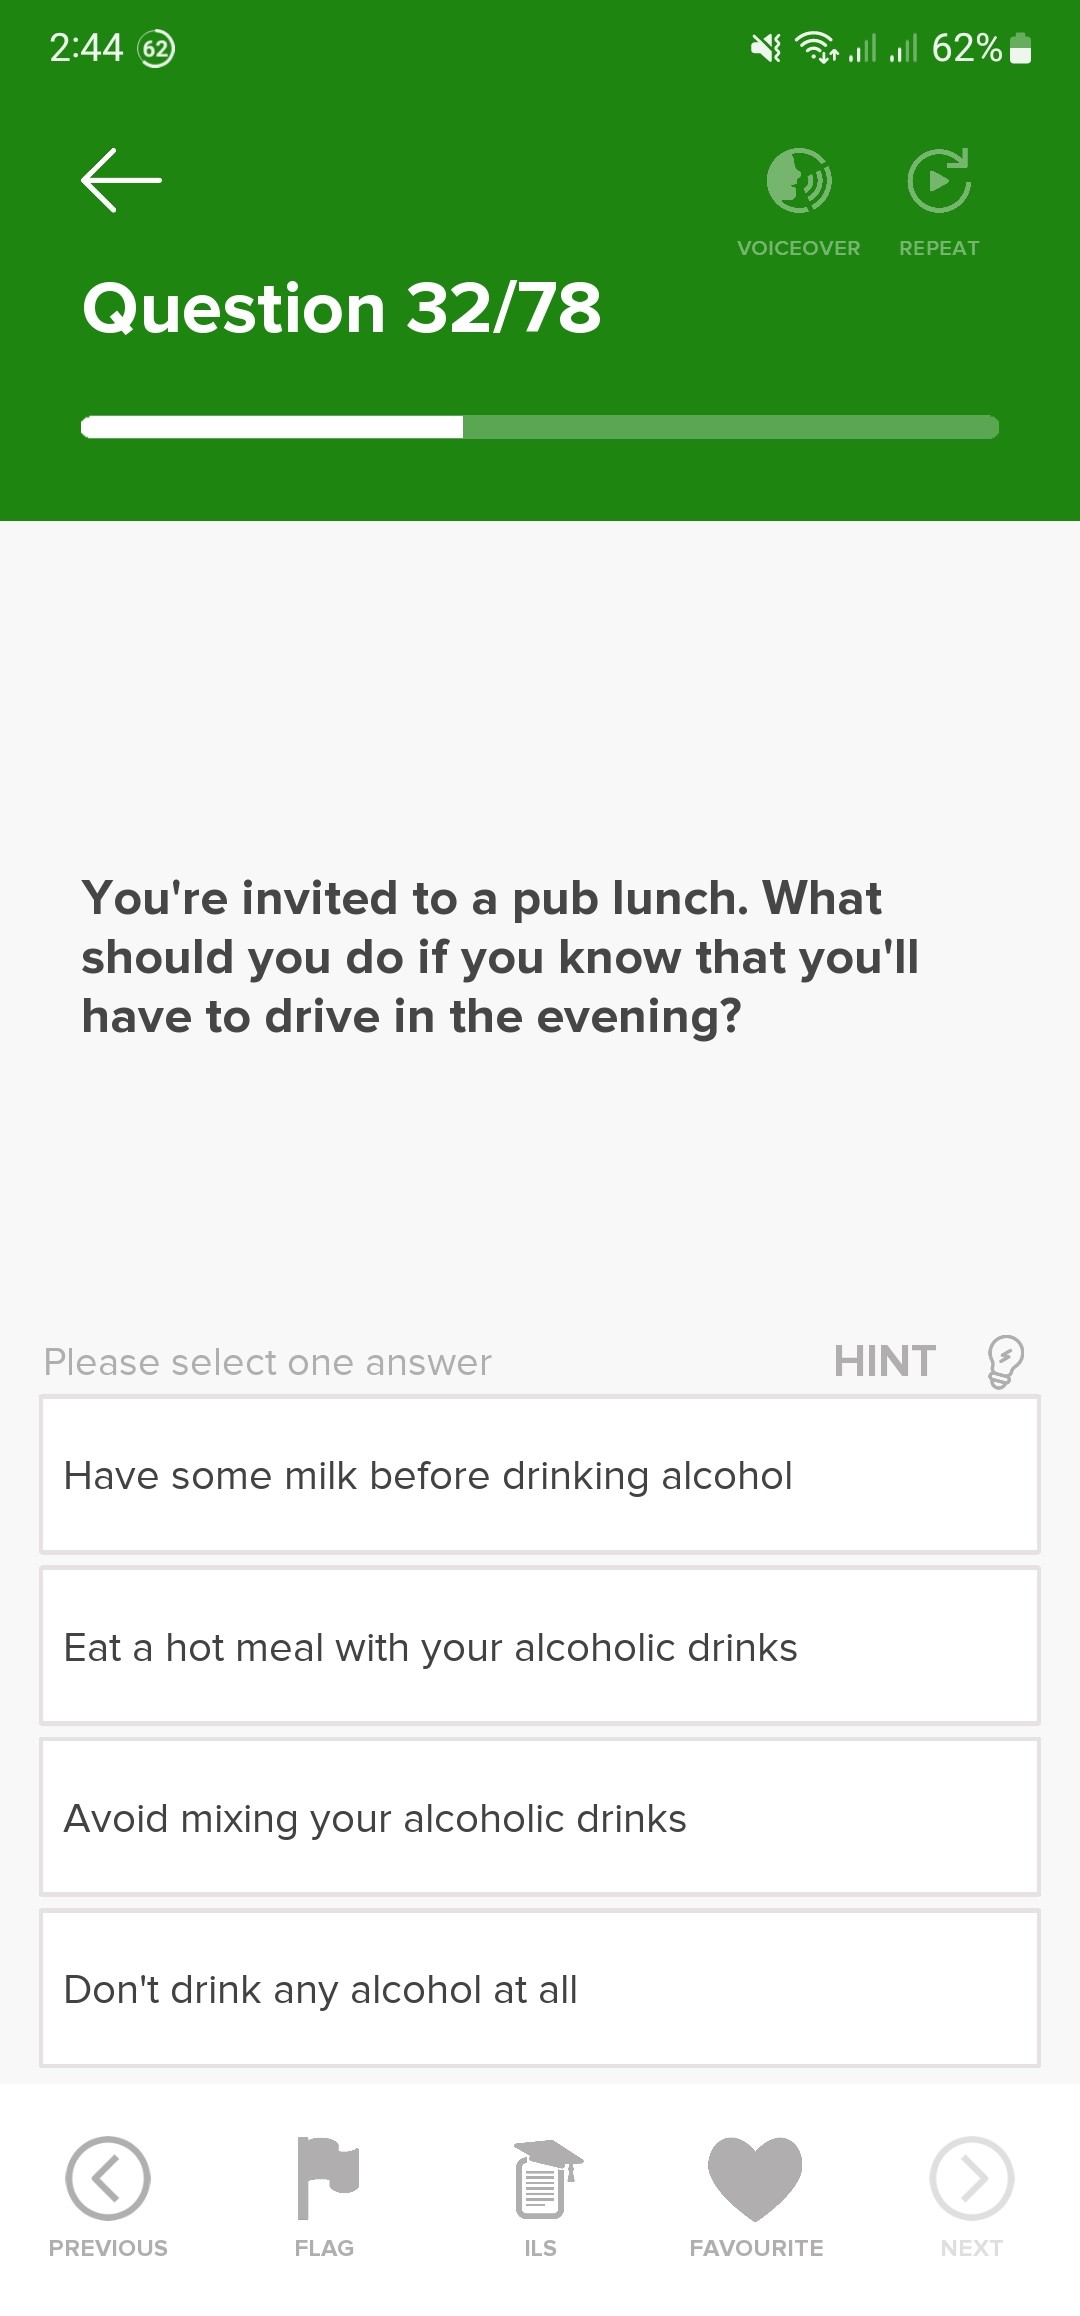 2:44 62 62%
VOICEOVER REPEAT
Question 32/78
You're invited to a pub lunch. What
should you do if you know that you'll
have to drive in the evening?
Please select one answer HINT
Have some milk before drinking alcohol
Eat a hot meal with your alcoholic drinks
Avoid mixing your alcoholic drinks
Don't drink any alcohol at all
PREVIOUS FLAG ILS FAVOURITE NEXT